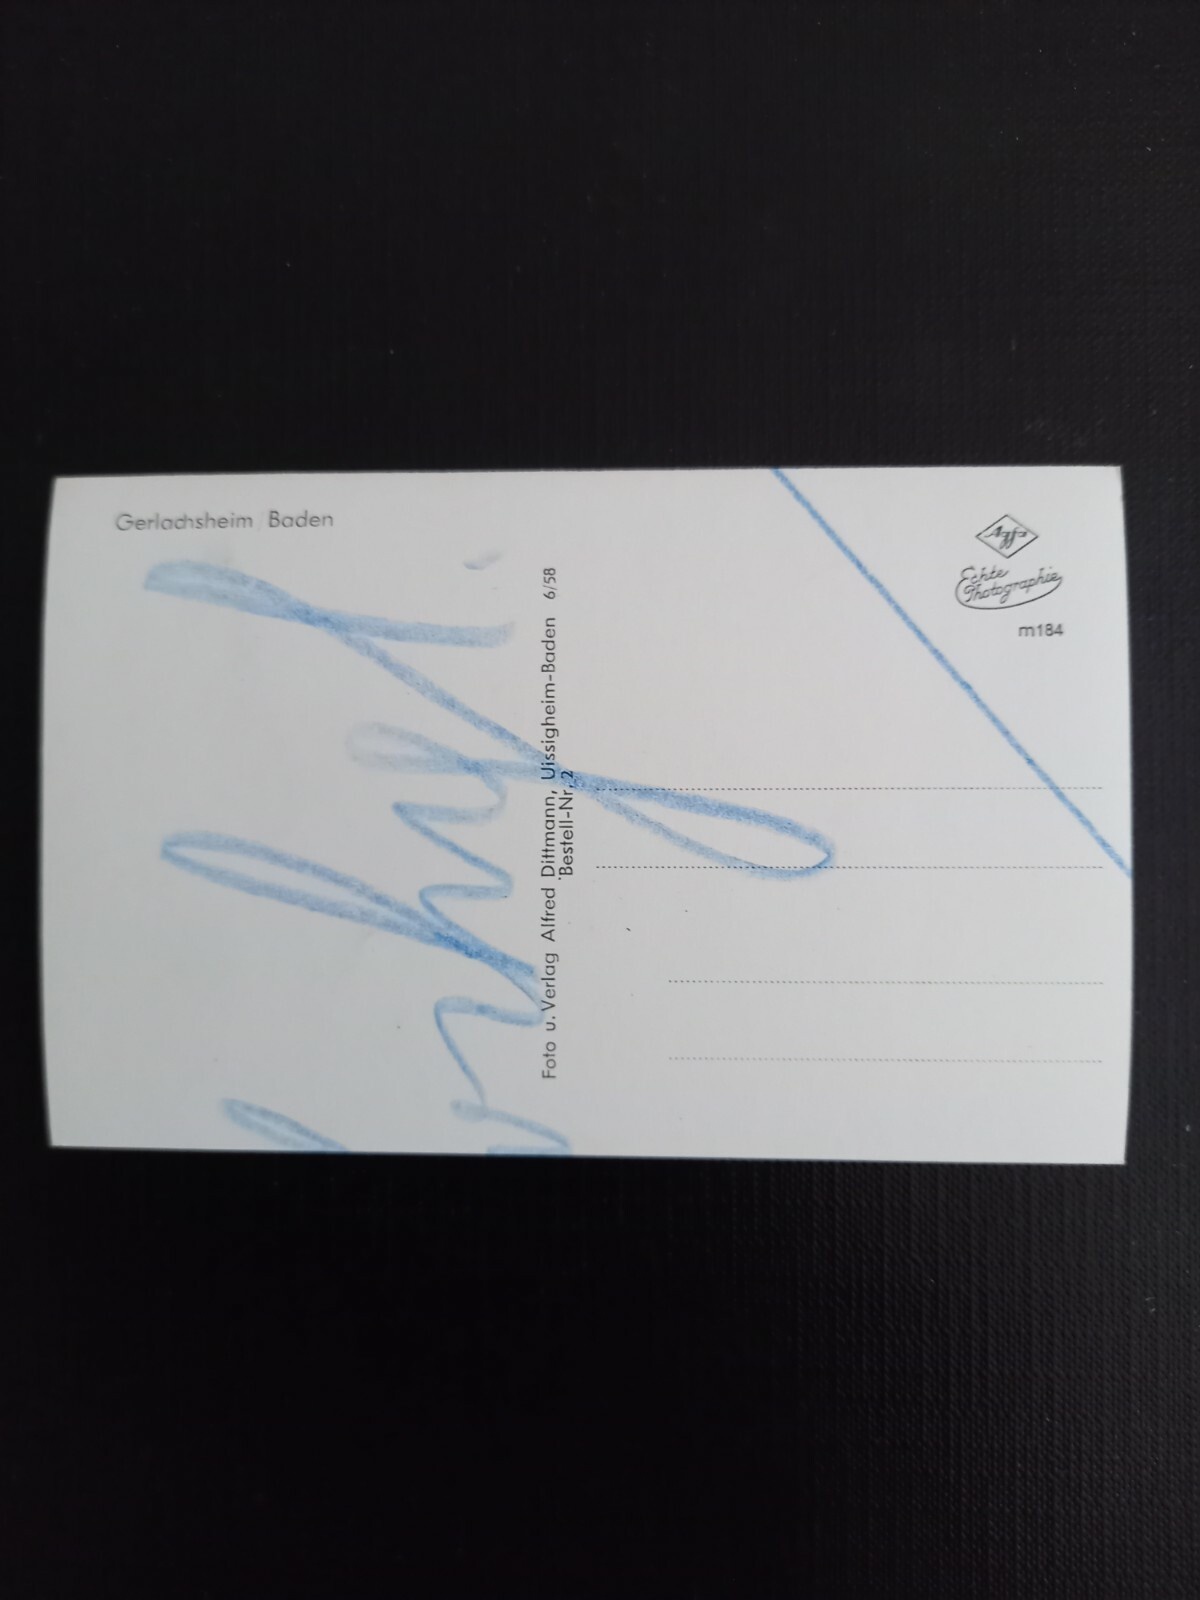 Gerlachsheim / Baden
Foto u. Verlag Alfred Dittmann, Uissigheim-Baden 6/58
Bestell-Nr. 2
Agfa
Echte
Photographie
m184